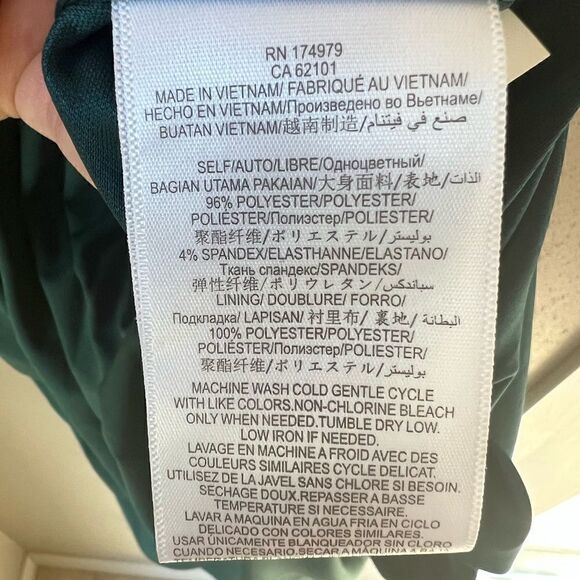 RN 174979
CA 62101
MADE IN VIETNAM/ FABRIQUÉ AU VIETNAM/
HECHO EN VIETNAM/Произведено во Вьетнаме/
BUATAN VIETNAM/越南制造/صنع في فيتنام
SELF/AUTO/LIBRE/Одноцветный/
BAGIAN UTAMA PAKAIAN/大身面料/表地/الذات
96% POLYESTER/POLYESTER/
POLIÉSTER/Полиэстер/POLYESTER/
聚酯纤维/ポリエステル/بوليستر/
4% SPANDEX/ELASTHANNE/ELASTANO/
Ткань спандекс/SPANDEKS/
弹性纤维/ポリウレタン/سباندكس/
LINING/ DOUBLURE/ FORRO/
Подкладка/ LAPISAN/ 衬里布/ 裏地/ البطانة/
100% POLYESTER/POLYESTER/
POLIÉSTER/Полиэстер/POLYESTER/
聚酯纤维/ポリエステル/بوليستر/
MACHINE WASH COLD GENTLE CYCLE
WITH LIKE COLORS.NON-CHLORINE BLEACH
ONLY WHEN NEEDED.TUMBLE DRY LOW.
LOW IRON IF NEEDED.
LAVAGE EN MACHINE A FROID AVEC DES
COULEURS SIMILAIRES CYCLE DELICAT.
UTILISEZ DE LA JAVEL SANS CHLORE SI BESOIN.
SECHAGE DOUX.REPASSER A BASSE
TEMPERATURE SI NECESSAIRE.
LAVAR A MAQUINA EN AGUA FRIA EN CICLO
DELICADO CON COLORES SIMILARES.
USAR ÚNICAMENTE BLANQUEADOR SIN CLORO
CUANDO NECESARIO.SECAR A MAQUINA A BAJA